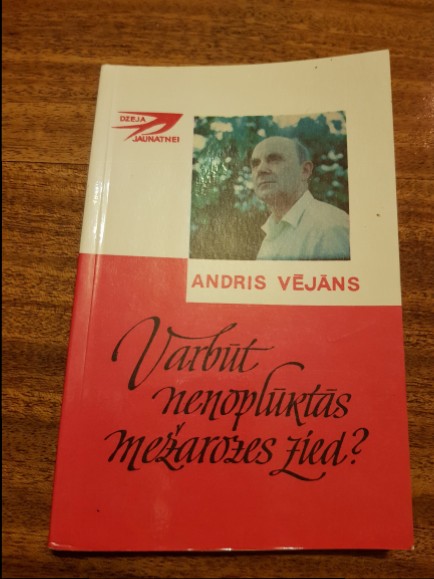 DZEJA
JAUNATNEI
ANDRIS VĒJĀNS
Varbūt
nenoplūktās
mežarozes zied?